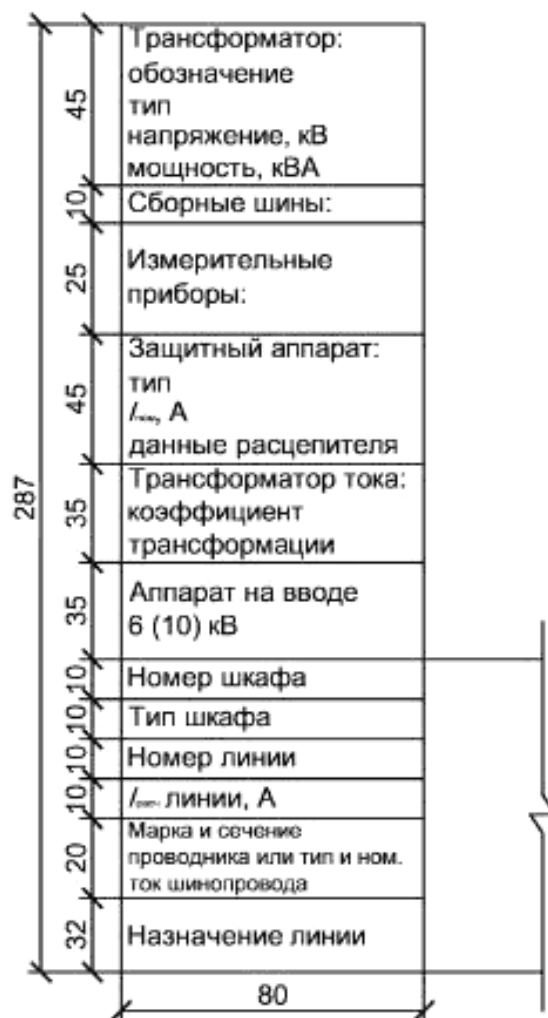 Трансформатор:
обозначение
тип
напряжение, кВ
мощность, кВА
Сборные шины:
Измерительные
приборы:
Защитный аппарат:
тип
I, А
данные расцепителя
Трансформатор тока:
коэффициент
трансформации
Аппарат на вводе
6 (10) кВ
Номер шкафа
Тип шкафа
Номер линии
I линии, А
Марка и сечение
проводника или тип и ном.
ток шинопровода
Назначение линии
287
45
10
25
45
35
35
10
10
10
10
20
32
80